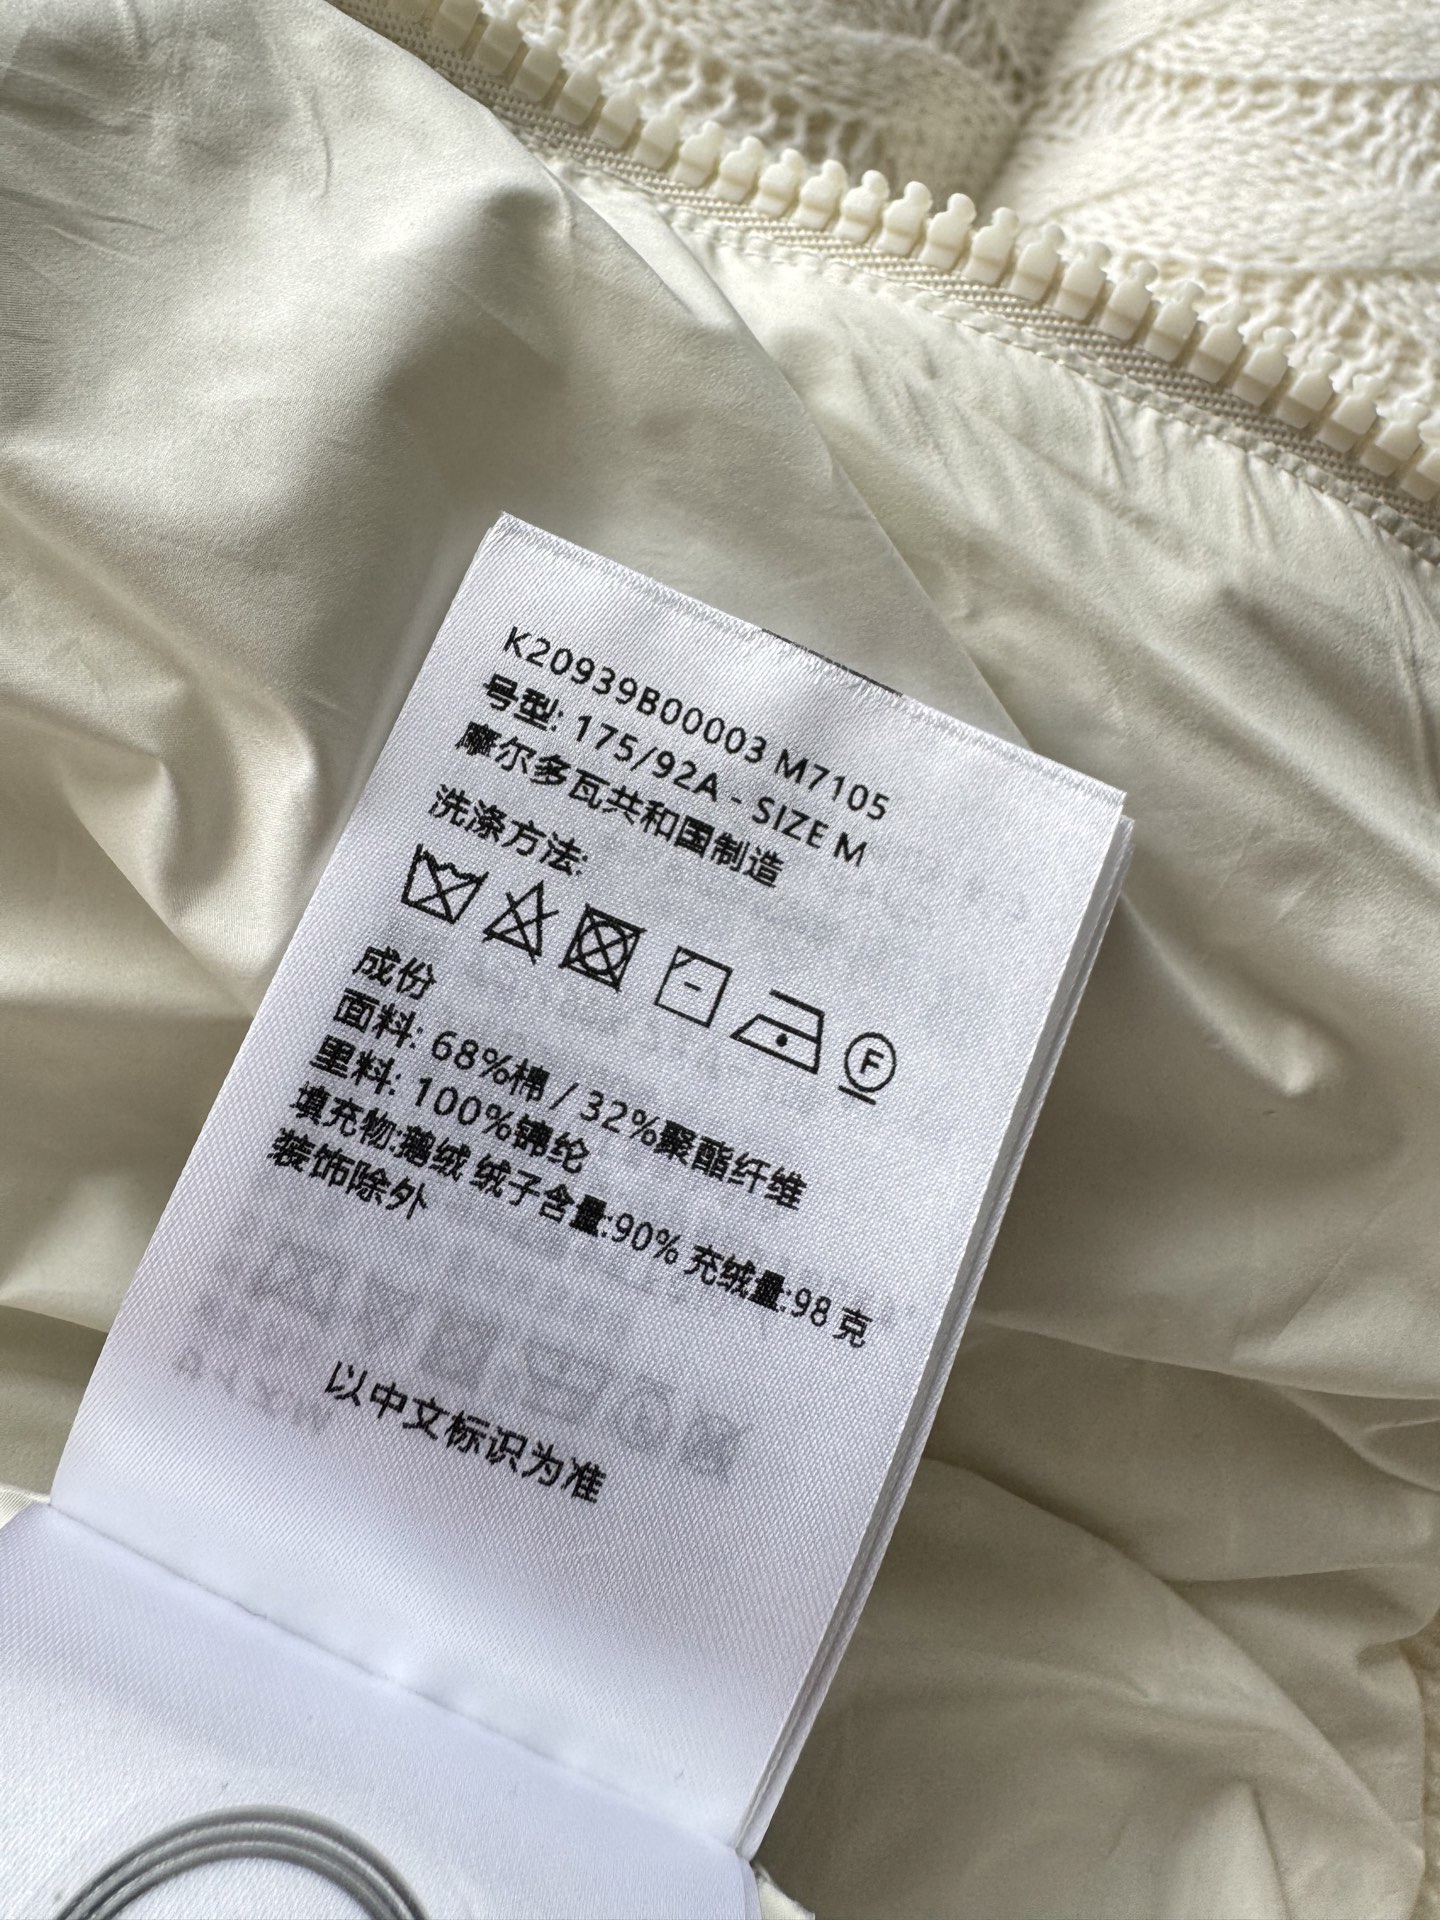 K20939B00003 M7105
号型: 175/92A - SIZE M
摩尔多瓦共和国制造
洗涤方法:
F
成份
面料: 68%棉 / 32%聚酯纤维
里料: 100%锦纶
填充物:鹅绒 绒子含量:90% 充绒量:98 克
装饰除外
以中文标识为准